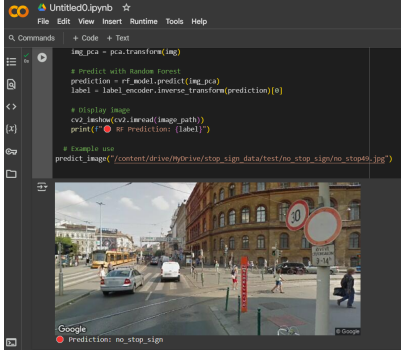 CO
Untitled0.ipynb
File Edit View Insert Runtime Tools Help
Commands + Code + Text
img_pca = pca.transform(img)
# Predict with Random Forest
prediction = rf_model.predict(img_pca)
label = label_encoder.inverse_transform(prediction)[0]
# Display image
cv2_imshow(cv2.imread(image_path))
print(f"🔴 RF Prediction: {label}")
# Example use
predict_image("/content/drive/MyDrive/stop_sign_data/test/no_stop_sign/no_stop49.jpg")
30
Google
© Google
🔴 Prediction: no_stop_sign